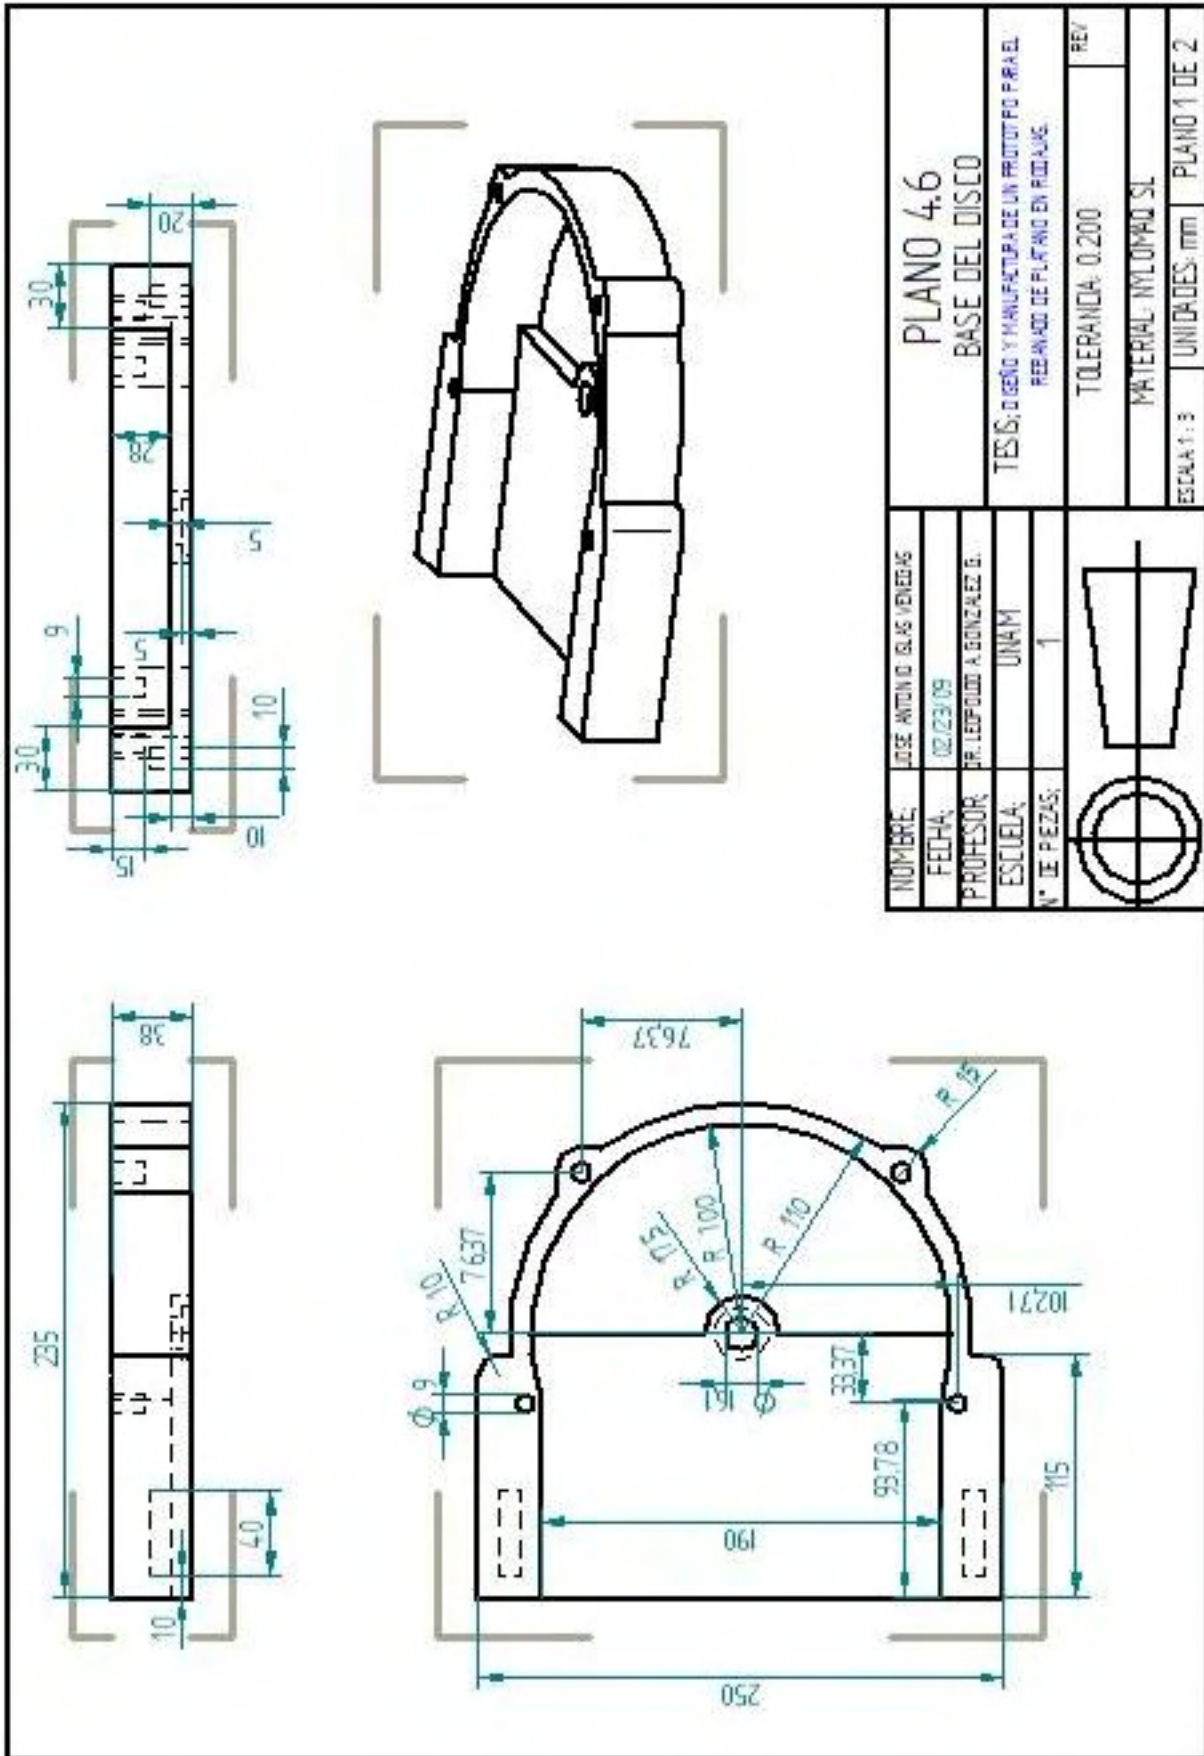 30
20
28
5
9
5
30
10
10
15
38
235
40
10
76,37
R 15
76,37
R 17,5
R 100
R 110
R 10
102,71
33,37
Ø 9
16,1 Ø
93,78
190
115
250
PLANO 4.6
BASE DEL DISCO
TESIS: DISEÑO Y MANUFACTURA DE UN PROTOTIPO PARA EL
REBANADO DE PLATANO EN RODAJAS.
TOLERANCIA: 0.200
REV
MATERIAL: NYLOMAQ SL
ESCALA 1 : 3
UNIDADES: mm
PLANO 1 DE 2
NOMBRE: JOSE ANTONIO ISLAS VENEGAS
FECHA: 02/23/09
PROFESOR: DR. LEOPOLDO A GONZALEZ G.
ESCUELA: UNAM
N° DE PIEZAS: 1